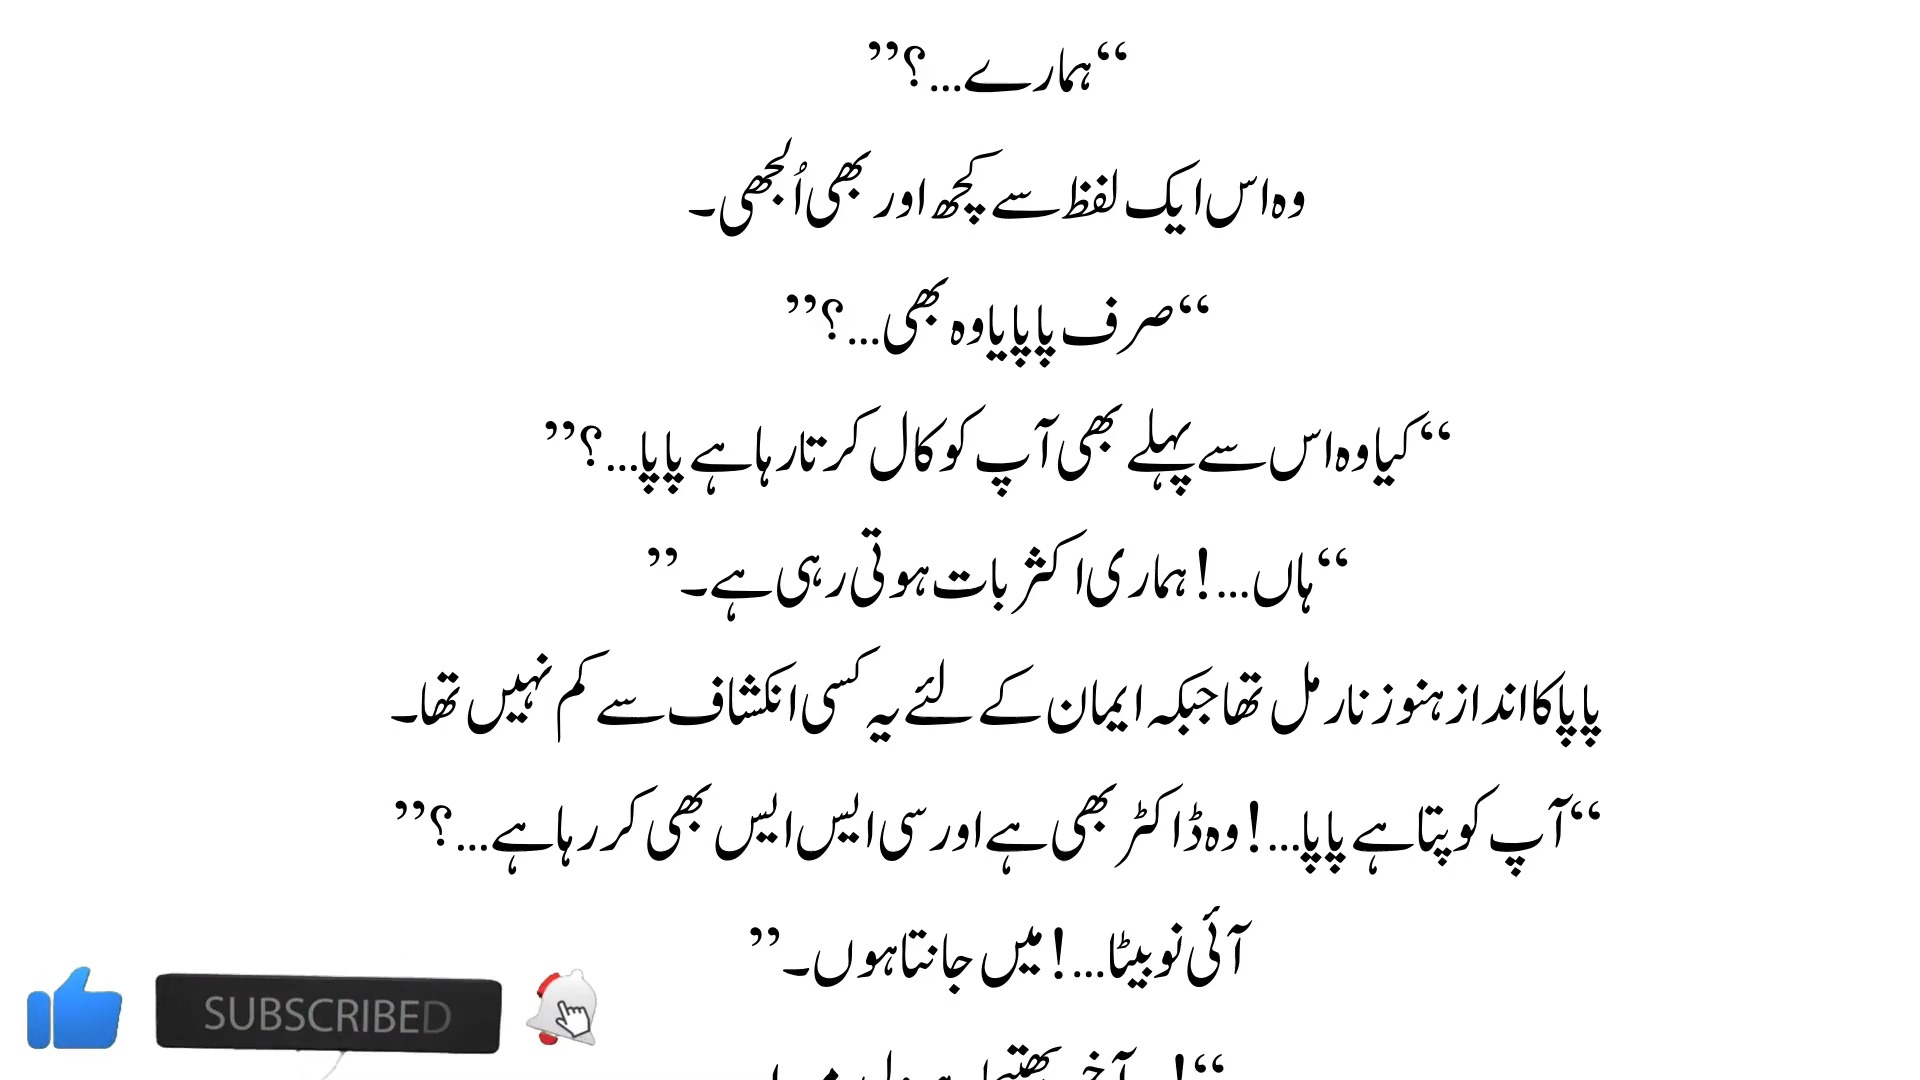 “ہمارے...؟”
وہ اس ایک لفظ سے کچھ اور بھی اُلجھی۔
“صرف پاپا یا وہ بھی...؟”
“کیا وہ اس سے پہلے بھی آپ کو کال کرتا رہا ہے پاپا...؟”
“ہاں...! ہماری اکثر بات ہوتی رہی ہے۔”
پاپا کا انداز ہنوز نارمل تھا جبکہ ایمان کے لئے یہ کسی انکشاف سے کم نہیں تھا۔
“آپ کو پتا ہے پاپا...! وہ ڈاکٹر بھی ہے اور سی ایس ایس بھی کر رہا ہے...؟”
آئی نو بیٹا...! میں جانتا ہوں۔”
SUBSCRIBED